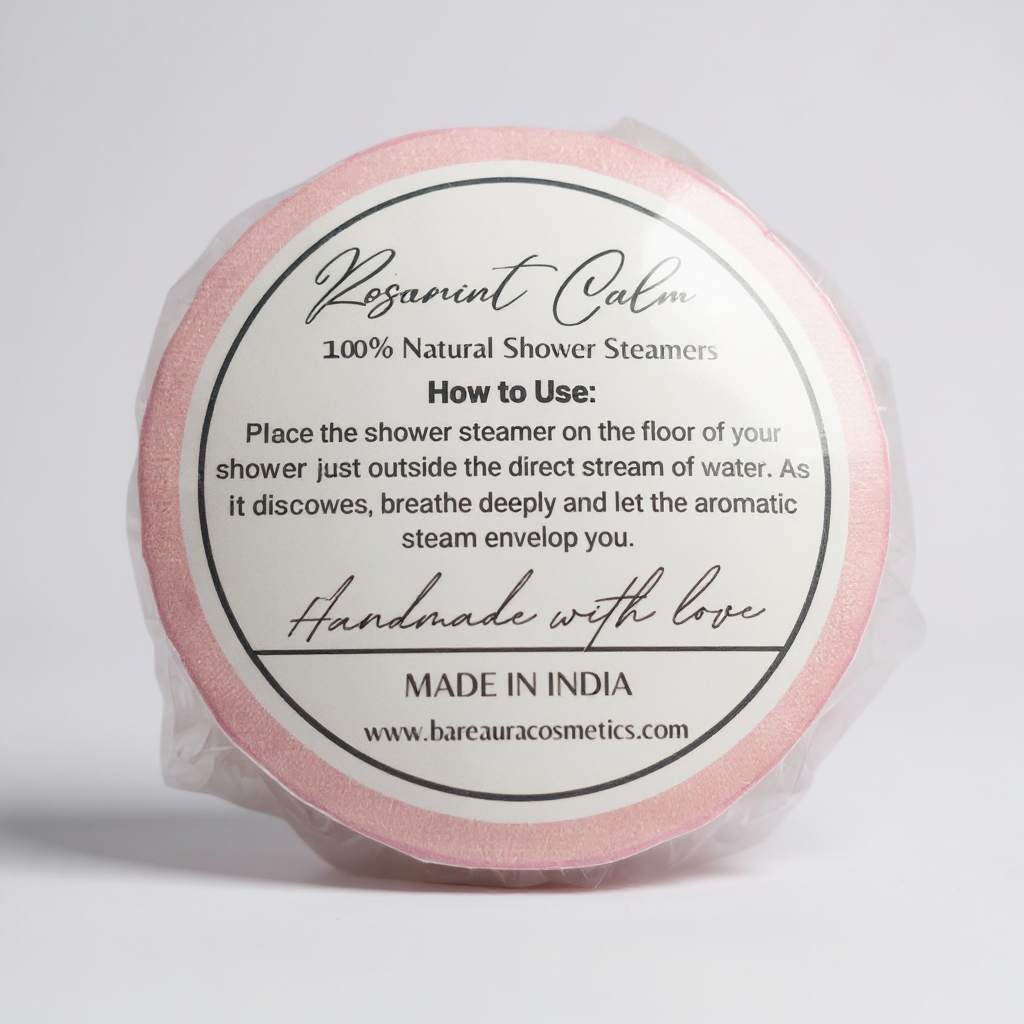 Rosamint Calm
100% Natural Shower Steamers
How to Use:
Place the shower steamer on the floor of your
shower just outside the direct stream of water. As
it discowes, breathe deeply and let the aromatic
steam envelop you.
Handmade with love
MADE IN INDIA
www.bareauracosmetics.com